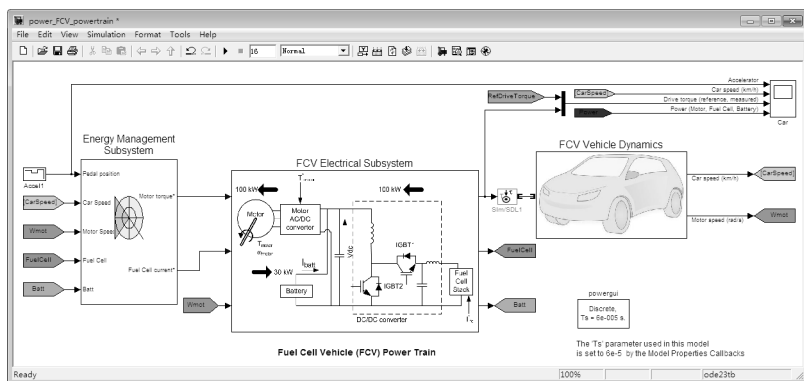 power_FCV_powertrain *
File Edit View Simulation Format Tools Help
16 Normal
Accelerator
Car speed (km/h)
Drive torque (reference, measured)
Power (Motor, Fuel Cell, Battery)
Car
RefDriveTorque
CarSpeed
Power
Energy Management
Subsystem
Accel1
CarSpeed
Wmot
FuelCell
Batt
Pedal position
Car Speed
Motor Speed
Fuel Cell
Batt
Motor torque*
Fuel Cell current*
FCV Electrical Subsystem
100 kW
100 kW
Motor
Motor
AC/DC
converter
Vdc
30 kW
Ibatt
Battery
IGBT1
IGBT2
Fuel
Cell
Stack
DC/DC converter
Wmot
FuelCell
Batt
Slim/SDL1
FCV Vehicle Dynamics
Car speed (km/h)
Motor speed (rad/s)
CarSpeed
Wmot
powergui
Discrete,
Ts = 6e-005 s.
The 'Ts' parameter used in this model
is set to 6e-5 by the Model Properties Callbacks
Fuel Cell Vehicle (FCV) Power Train
Ready 100% ode23tb